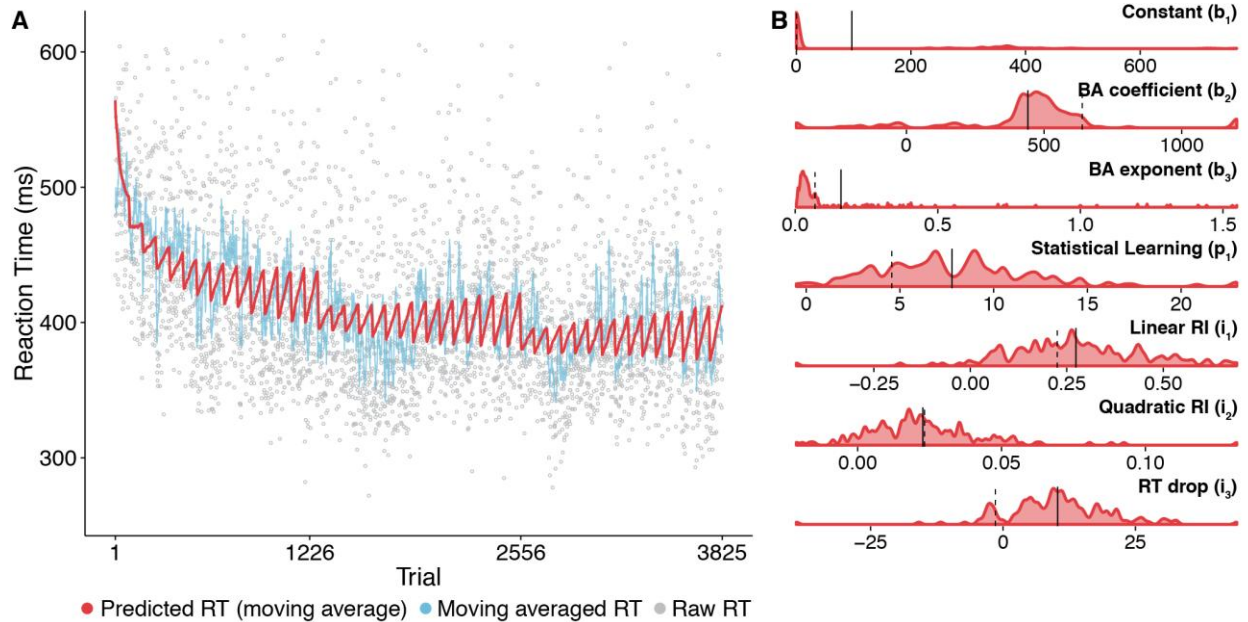 A
Reaction Time (ms)
600
500
400
300
1 1226 2556 3825
Trial
Predicted RT (moving average) Moving averaged RT Raw RT
B
Constant (b₁)
0 200 400 600
BA coefficient (b₂)
0 500 1000
BA exponent (b₃)
0.0 0.5 1.0 1.5
Statistical Learning (p₁)
0 5 10 15 20
Linear RI (i₁)
−0.25 0.00 0.25 0.50
Quadratic RI (i₂)
0.00 0.05 0.10
RT drop (i₃)
−25 0 25